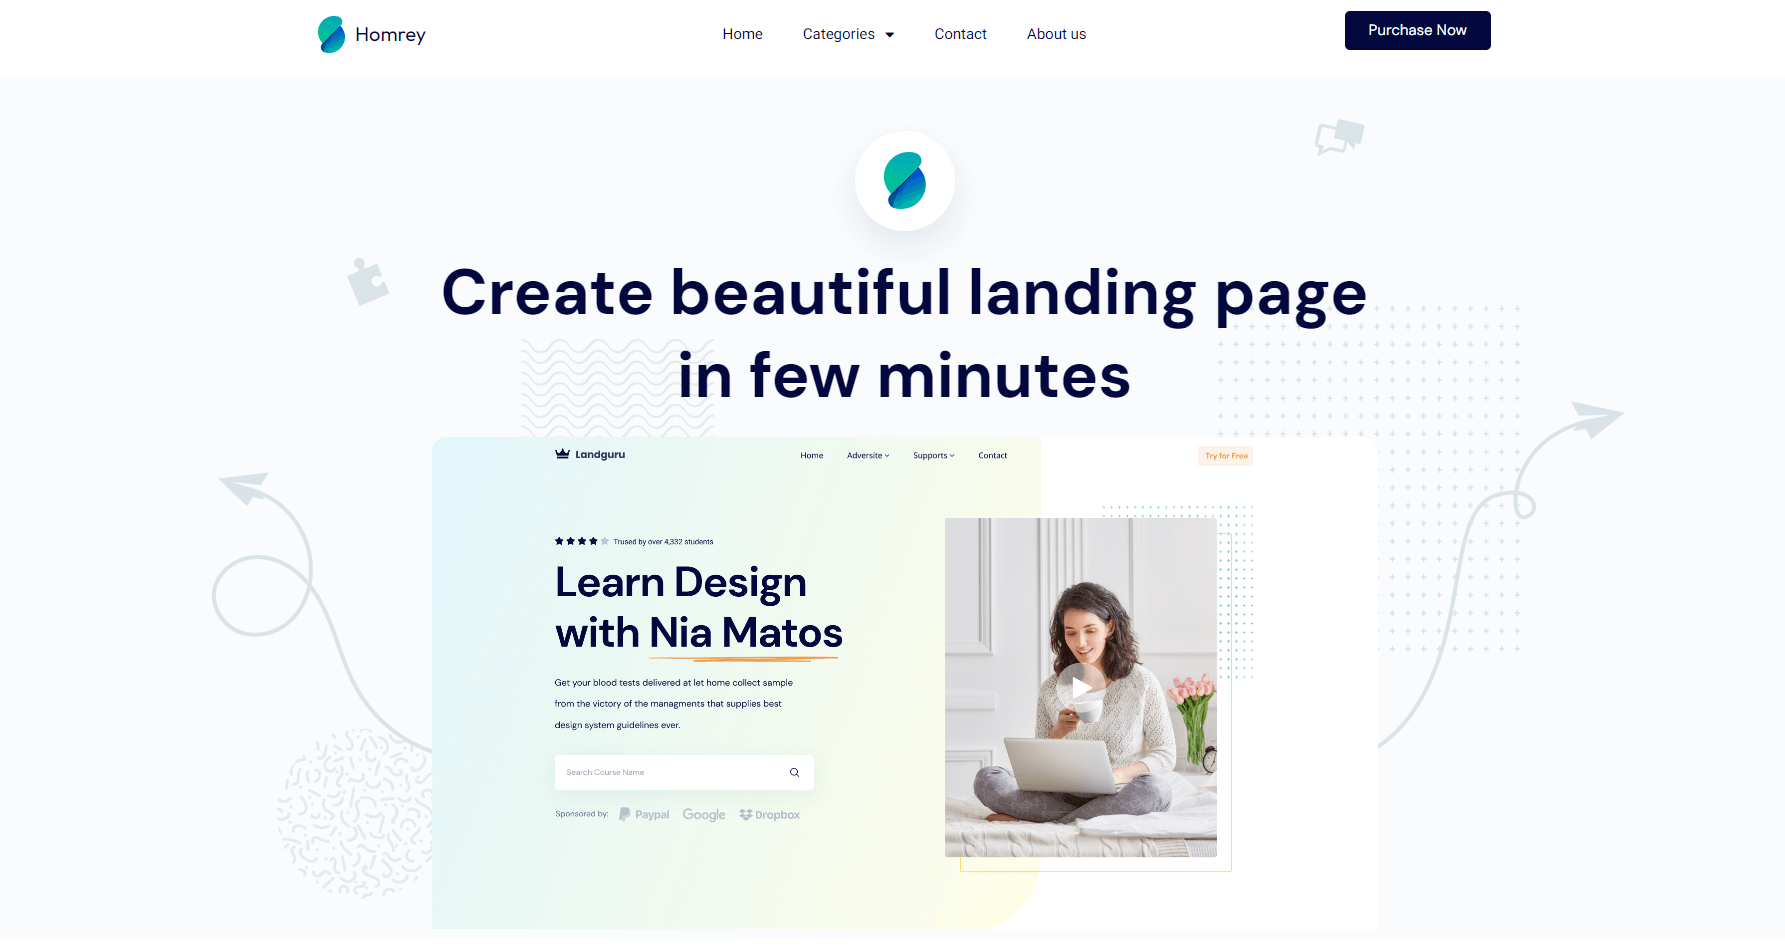 Homrey
Home
Categories
Contact
About us
Purchase Now
Create beautiful landing page
in few minutes
Landguru
Home
Adversite
Supports
Contact
Try for Free
Trused by over 4,332 students
Learn Design
with Nia Matos
Get your blood tests delivered at let home collect sample
from the victory of the managments that supplies best
design system guidelines ever.
Search Course Name
Sponsored by:
Paypal
Google
Dropbox